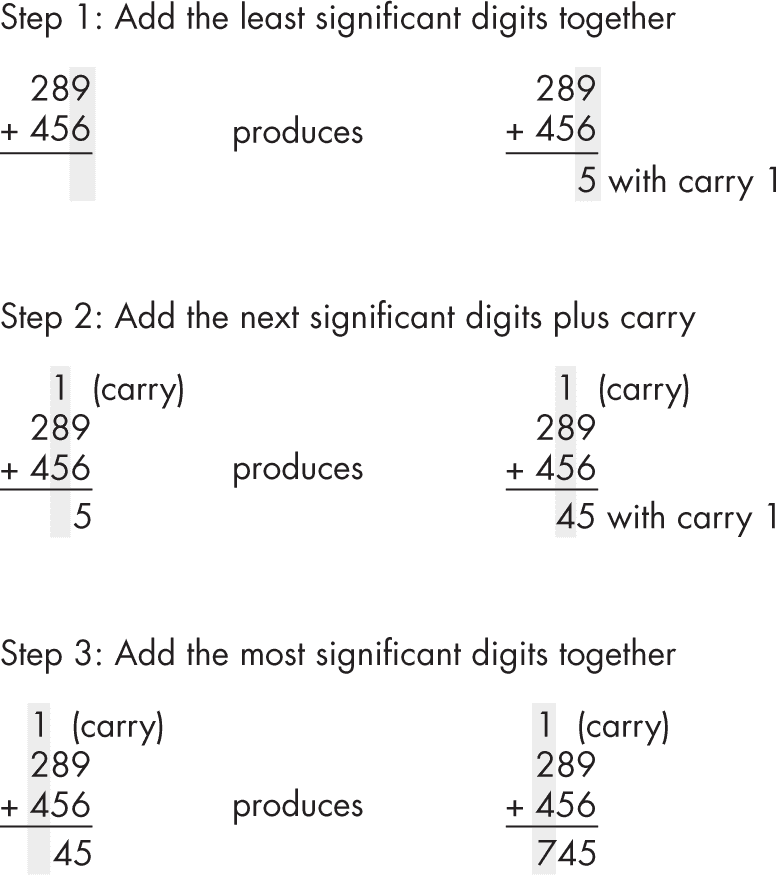 Step 1: Add the least significant digits together
289 289
+ 456 produces + 456
5 with carry 1
Step 2: Add the next significant digits plus carry
1 (carry) 1 (carry)
289 289
+ 456 produces + 456
5 45 with carry 1
Step 3: Add the most significant digits together
1 (carry) 1 (carry)
289 289
+ 456 produces + 456
45 745